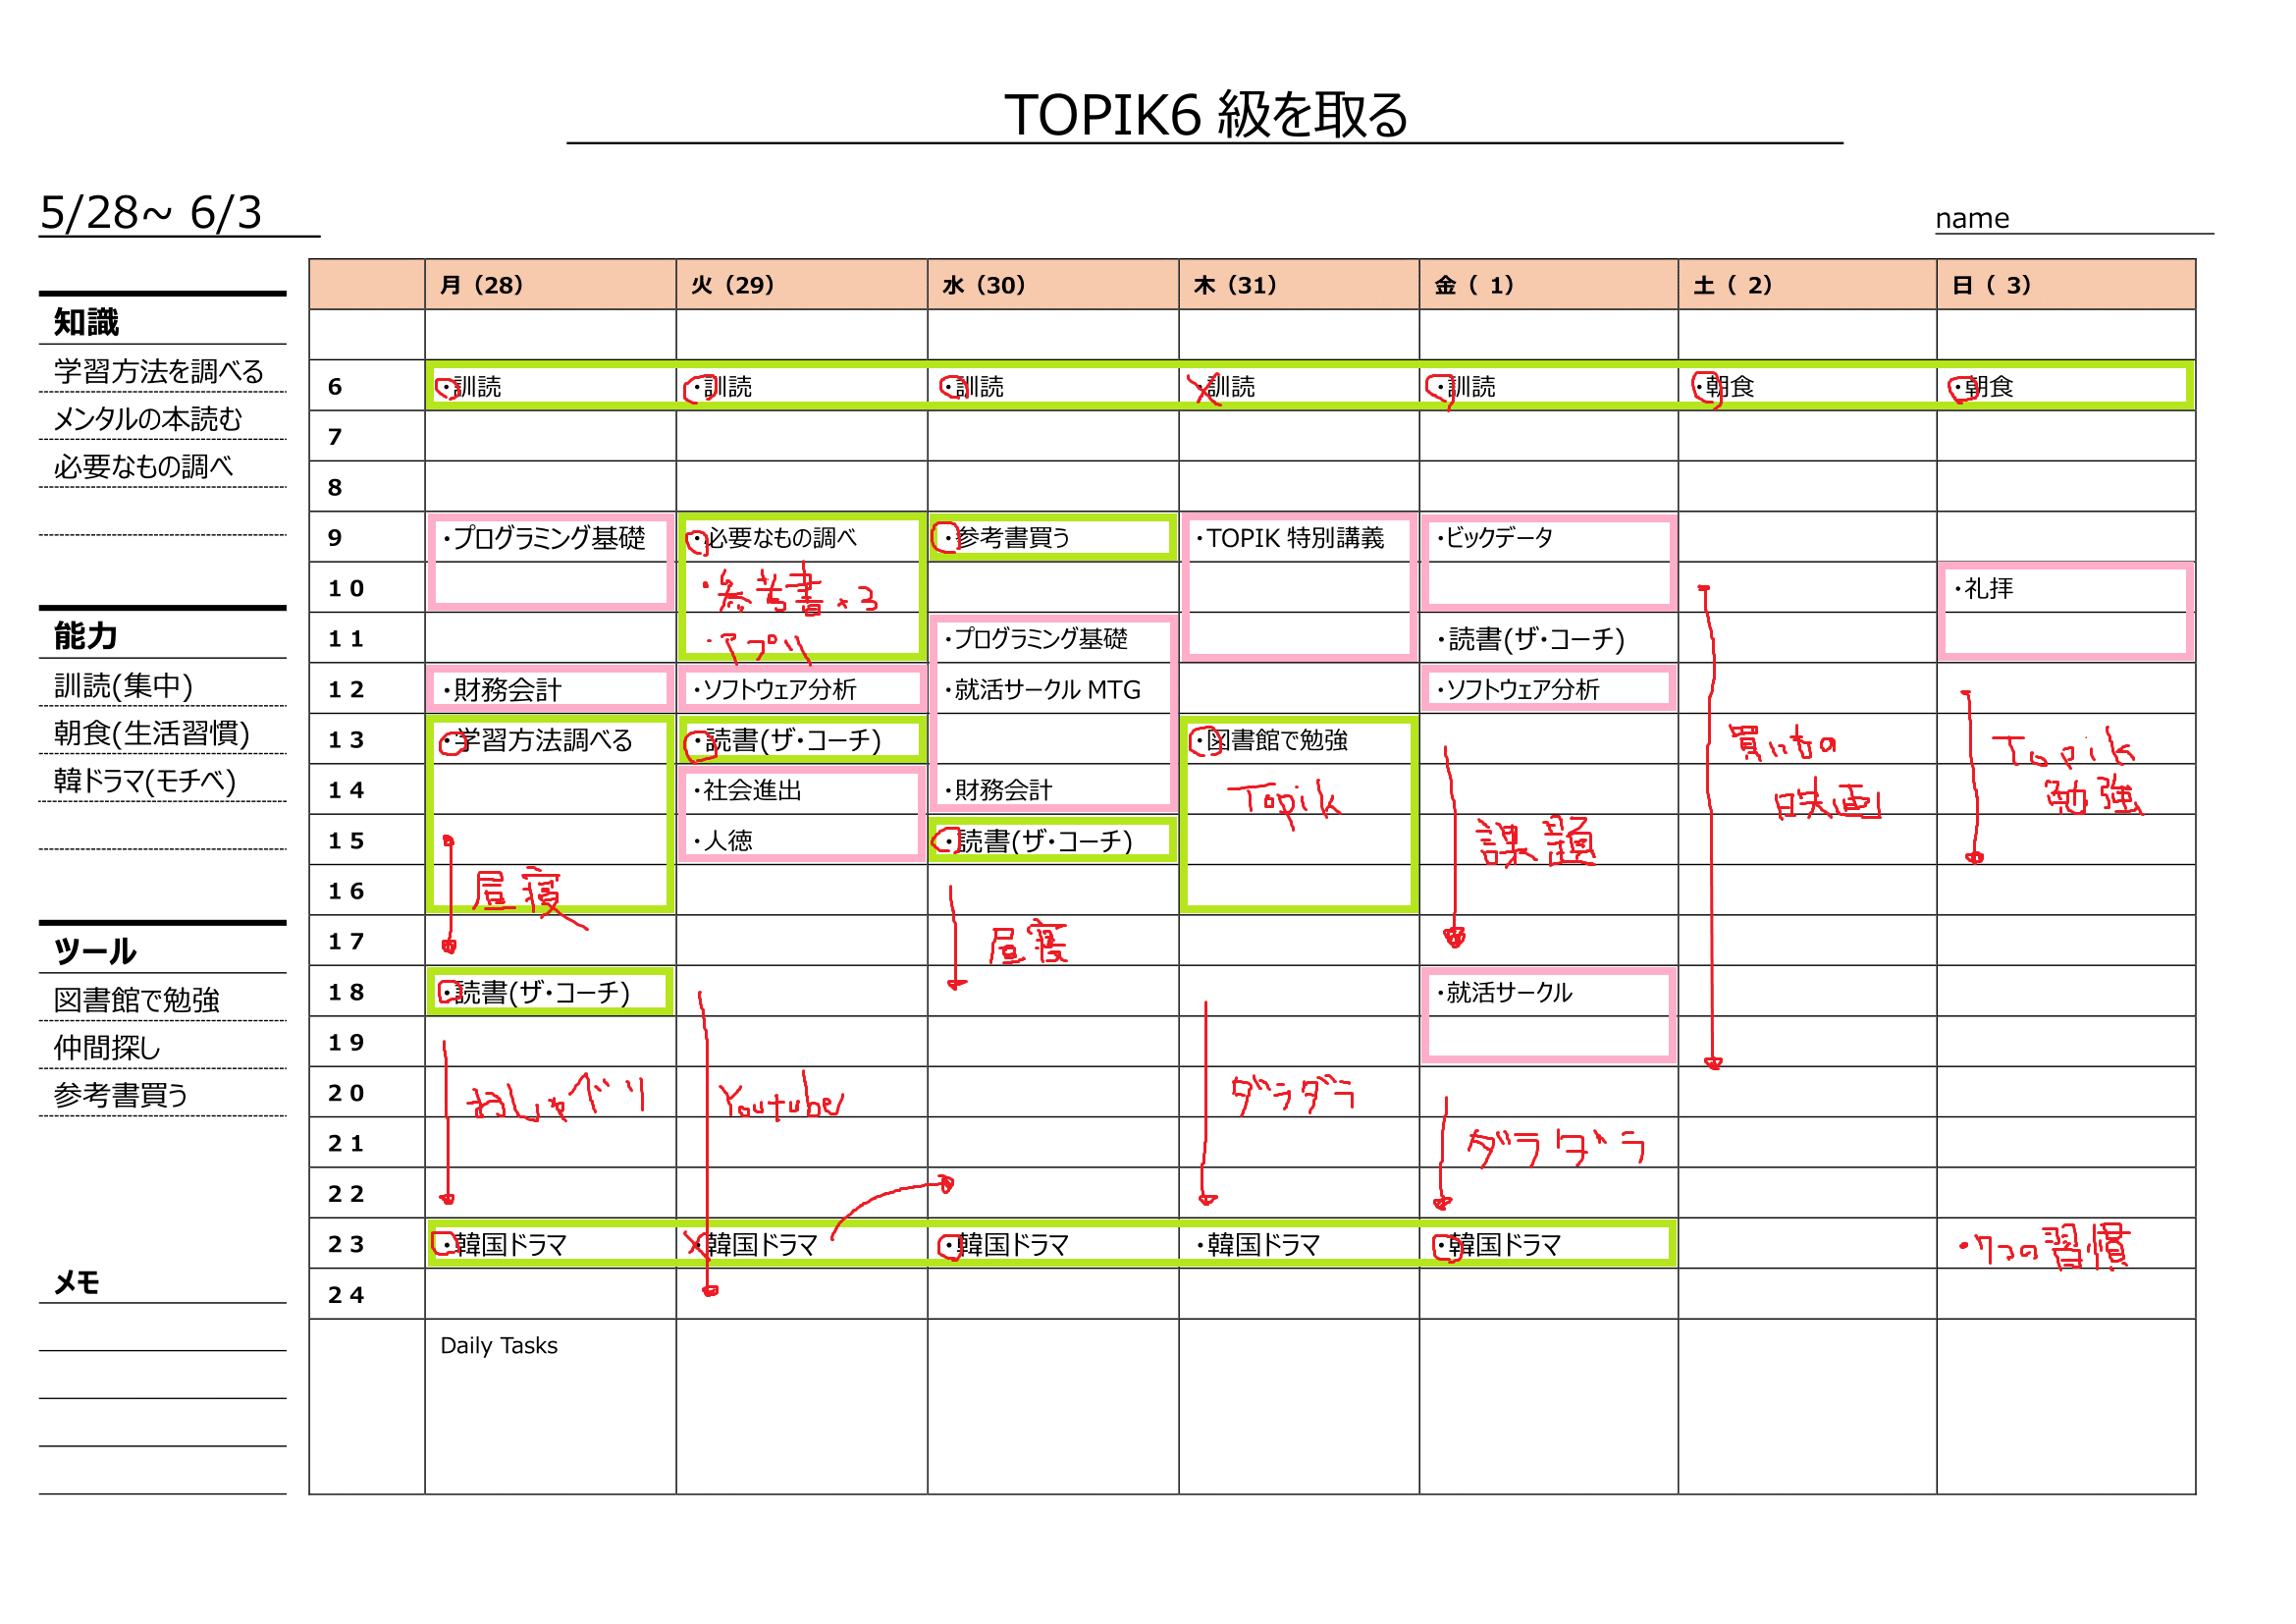 TOPIK6 級を取る
5/28~ 6/3
name
知識
学習方法を調べる
メンタルの本読む
必要なもの調べ
能力
訓読(集中)
朝食(生活習慣)
韓ドラマ(モチベ)
ツール
図書館で勉強
仲間探し
参考書買う
メモ
月（28） 火（29） 水（30） 木（31） 金（ 1） 土（ 2） 日（ 3）
6 ・訓読 ・訓読 ・訓読 ・訓読 ・訓読 ・朝食 ・朝食
7
8
9 ・プログラミング基礎 ・必要なもの調べ ・参考書買う ・TOPIK 特別講義 ・ビックデータ
10 ・参考書×3 ・礼拝
11 ・アプリ ・プログラミング基礎 ・読書(ザ・コーチ)
12 ・財務会計 ・ソフトウェア分析 ・就活サークル MTG ・ソフトウェア分析
13 ・学習方法調べる ・読書(ザ・コーチ) ・図書館で勉強 買いもの Topik
14 ・社会進出 ・財務会計 Topik 映画 勉強
15 ・人徳 ・読書(ザ・コーチ) 課題
16 昼寝
17 昼寝
18 ・読書(ザ・コーチ) ・就活サークル
19
20 おしゃべり Youtube ダラダラ
21 ダラダラ
22
23 ・韓国ドラマ ・韓国ドラマ ・韓国ドラマ ・韓国ドラマ ・韓国ドラマ ・7つの習慣
24
Daily Tasks